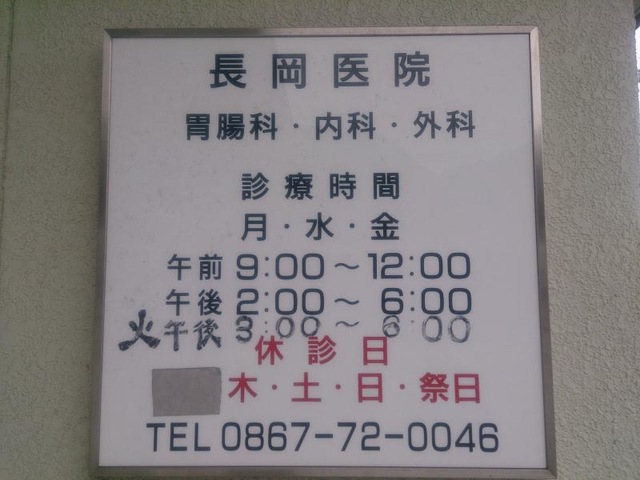 長岡医院
胃腸科・内科・外科
診療時間
月・水・金
午前 9:00～12:00
午後 2:00～6:00
火午後 3:00～6:00
休診日
木・土・日・祭日
TEL 0867-72-0046